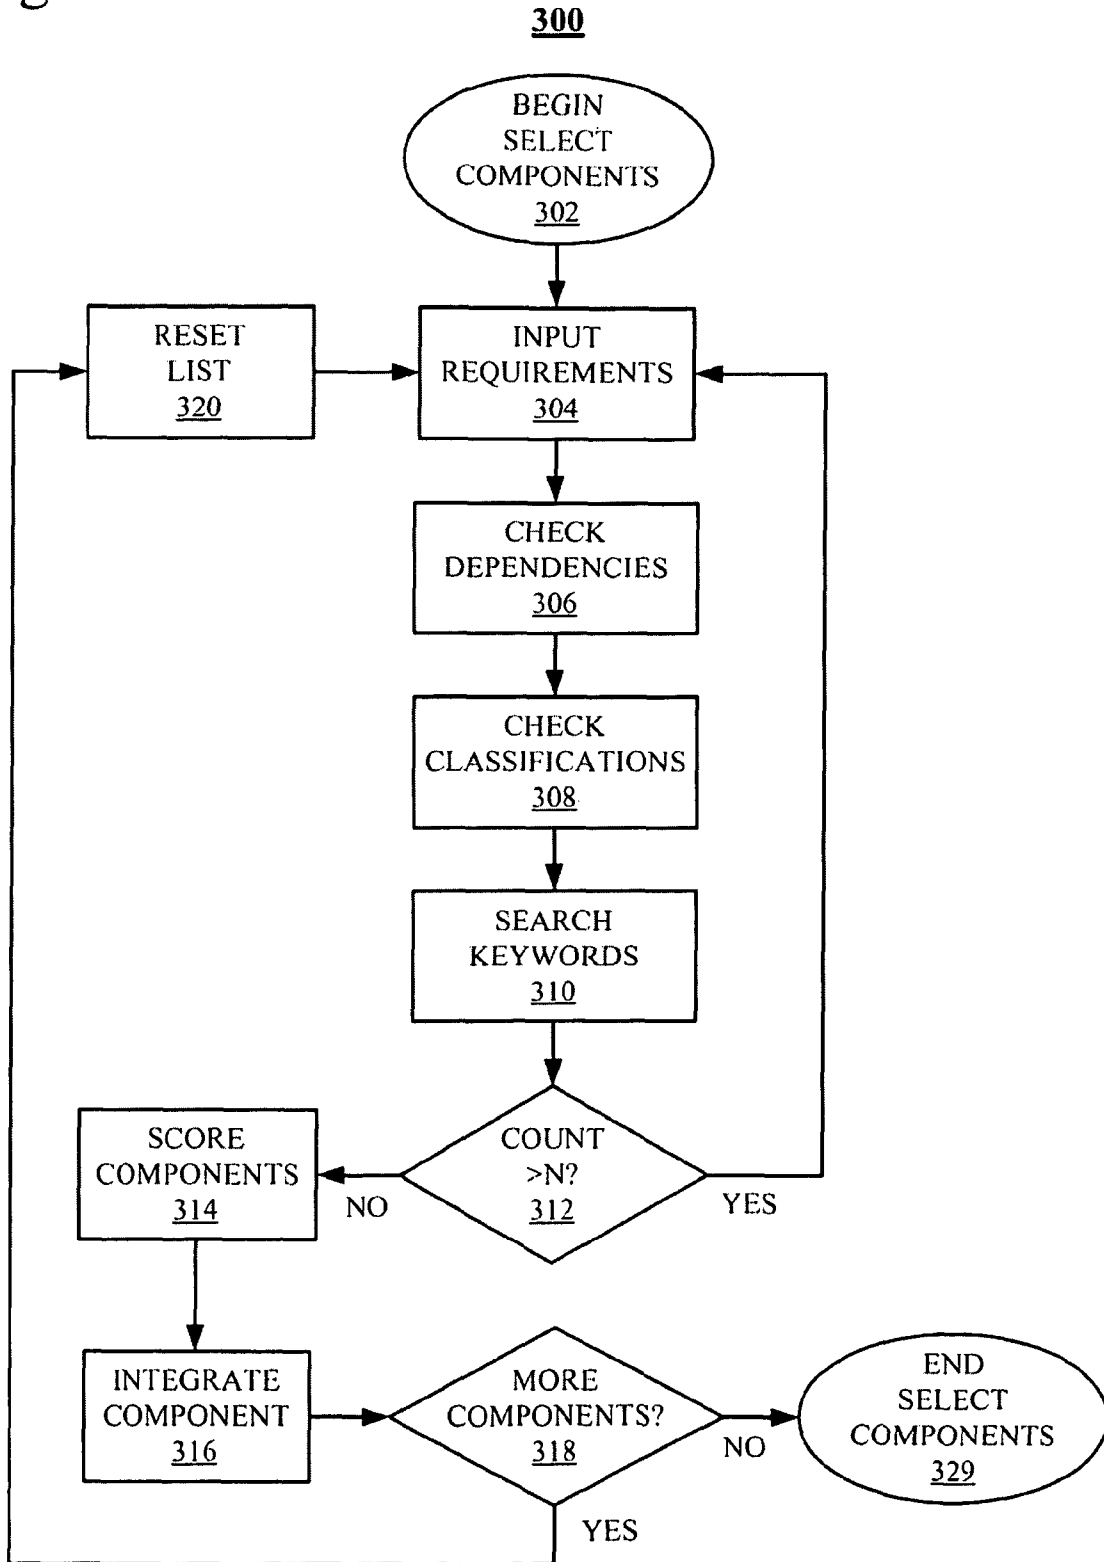 g
300
BEGIN
SELECT
COMPONENTS
302
RESET
LIST
320
INPUT
REQUIREMENTS
304
CHECK
DEPENDENCIES
306
CHECK
CLASSIFICATIONS
308
SEARCH
KEYWORDS
310
COUNT
>N?
312
NO
YES
SCORE
COMPONENTS
314
INTEGRATE
COMPONENT
316
MORE
COMPONENTS?
318
NO
YES
END
SELECT
COMPONENTS
329